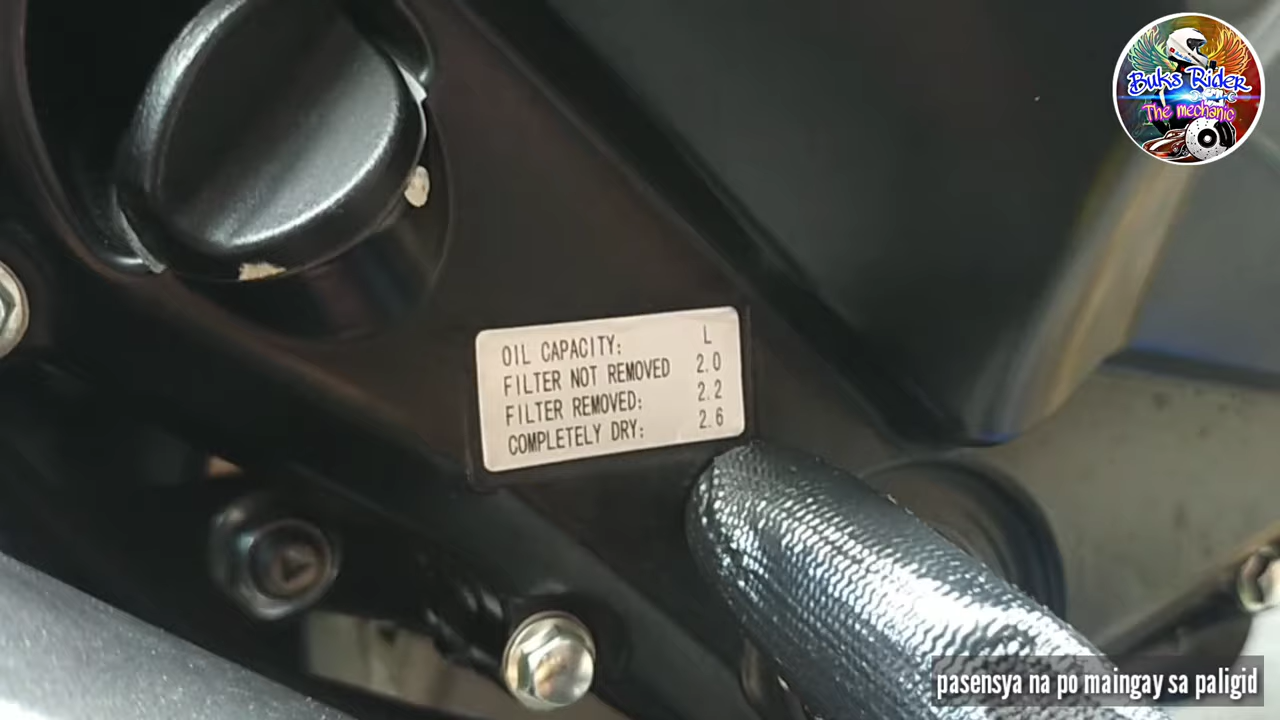 Buks Rider
The mechanic
OIL CAPACITY: L
FILTER NOT REMOVED 2.0
FILTER REMOVED: 2.2
COMPLETELY DRY: 2.6
pasensya na po maingay sa paligid